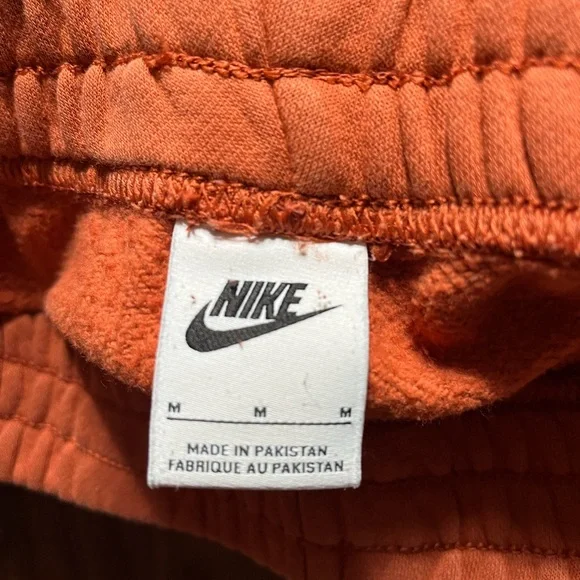 NIKE
M M M
MADE IN PAKISTAN
FABRIQUE AU PAKISTAN